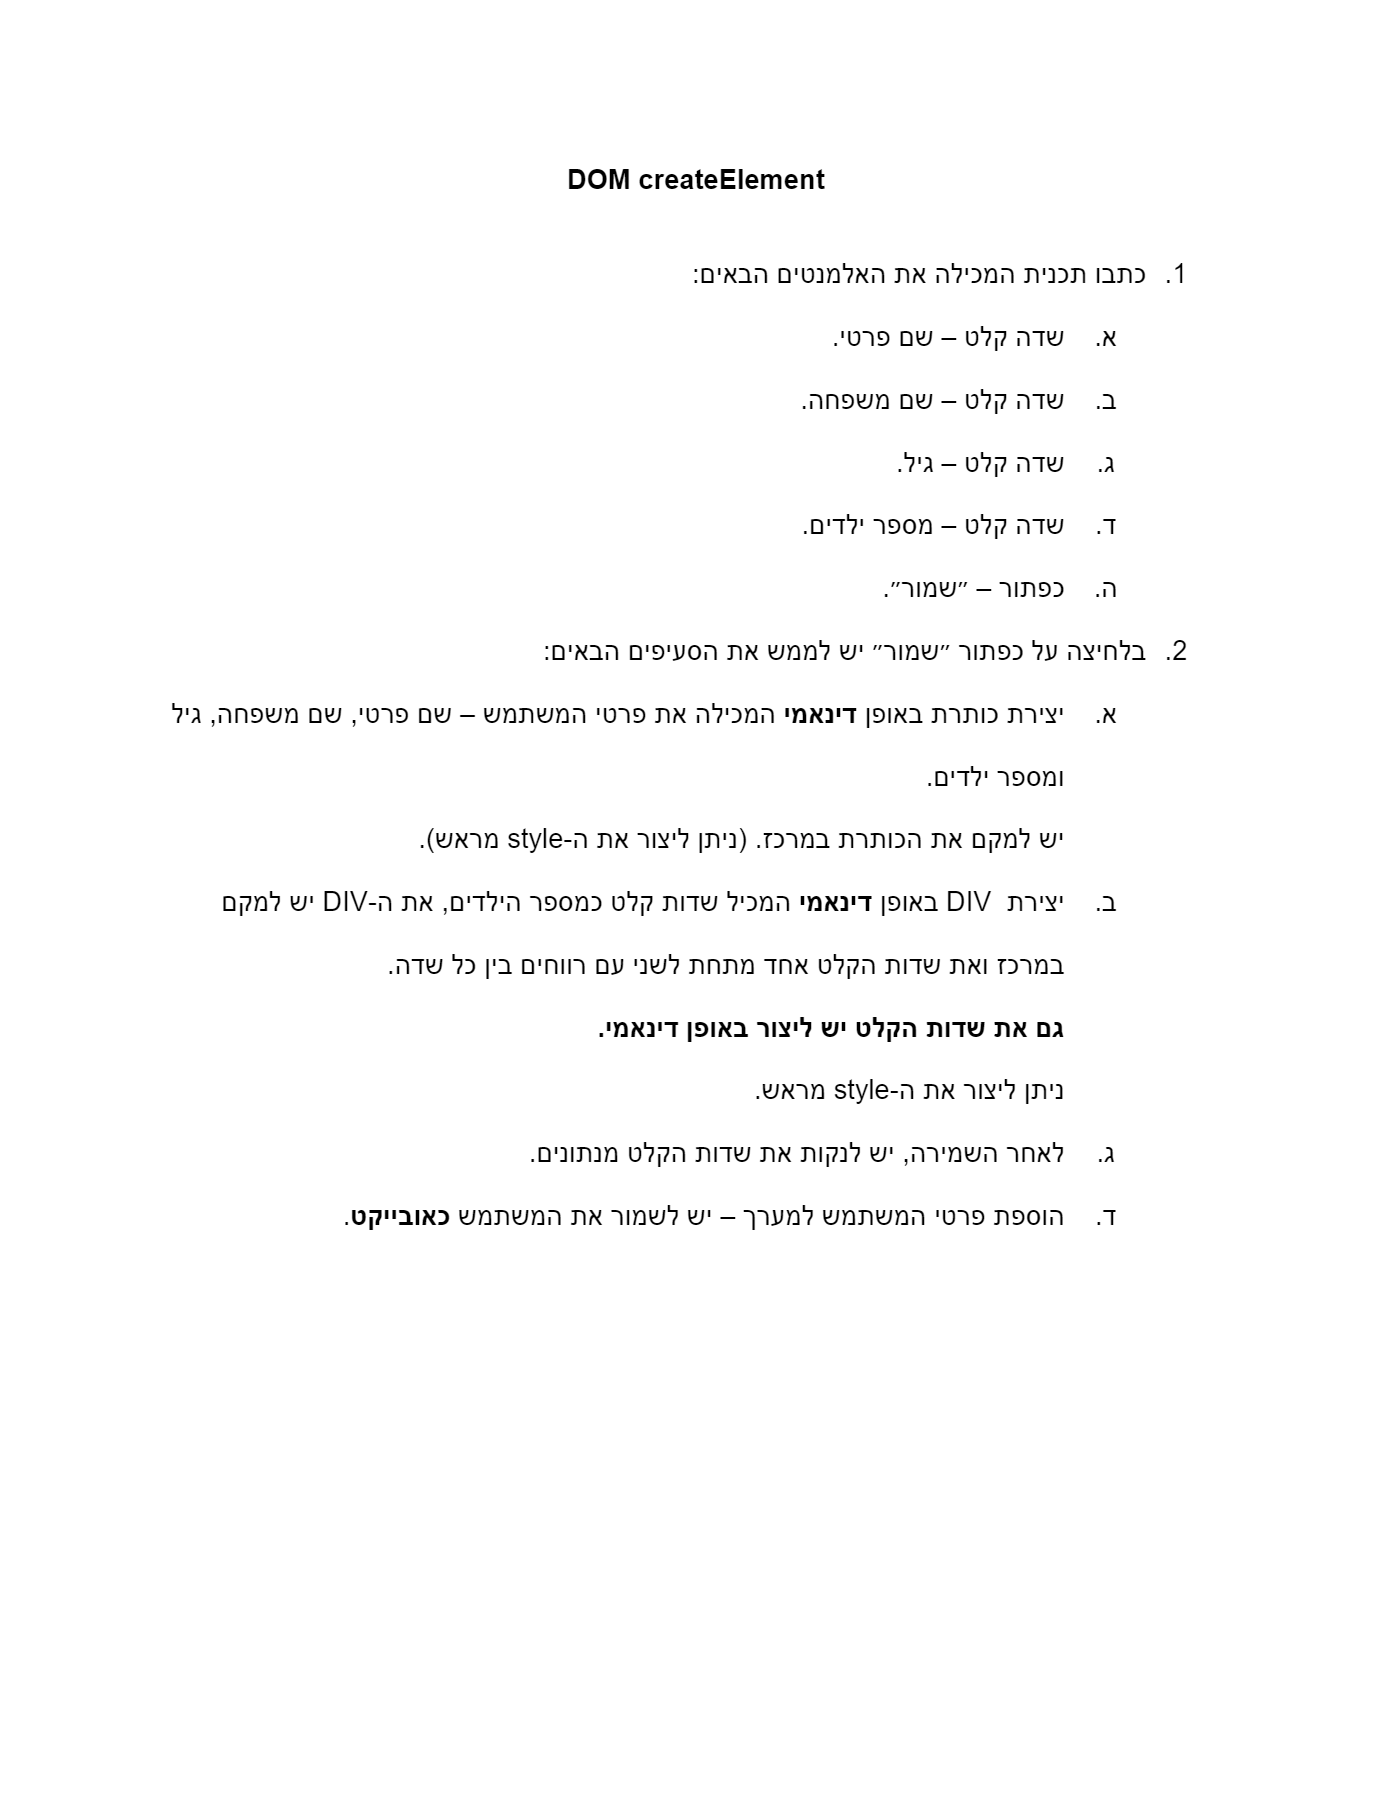 DOM createElement
1. כתבו תכנית המכילה את האלמנטים הבאים:
א. שדה קלט – שם פרטי.
ב. שדה קלט – שם משפחה.
ג. שדה קלט – גיל.
ד. שדה קלט – מספר ילדים.
ה. כפתור – ״שמור״.
2. בלחיצה על כפתור ״שמור״ יש לממש את הסעיפים הבאים:
א. יצירת כותרת באופן דינאמי המכילה את פרטי המשתמש – שם פרטי, שם משפחה, גיל
ומספר ילדים.
יש למקם את הכותרת במרכז. (ניתן ליצור את ה-style מראש).
ב. יצירת DIV באופן דינאמי המכיל שדות קלט כמספר הילדים, את ה-DIV יש למקם
במרכז ואת שדות הקלט אחד מתחת לשני עם רווחים בין כל שדה.
גם את שדות הקלט יש ליצור באופן דינאמי.
ניתן ליצור את ה-style מראש.
ג. לאחר השמירה, יש לנקות את שדות הקלט מנתונים.
ד. הוספת פרטי המשתמש למערך – יש לשמור את המשתמש כאובייקט.